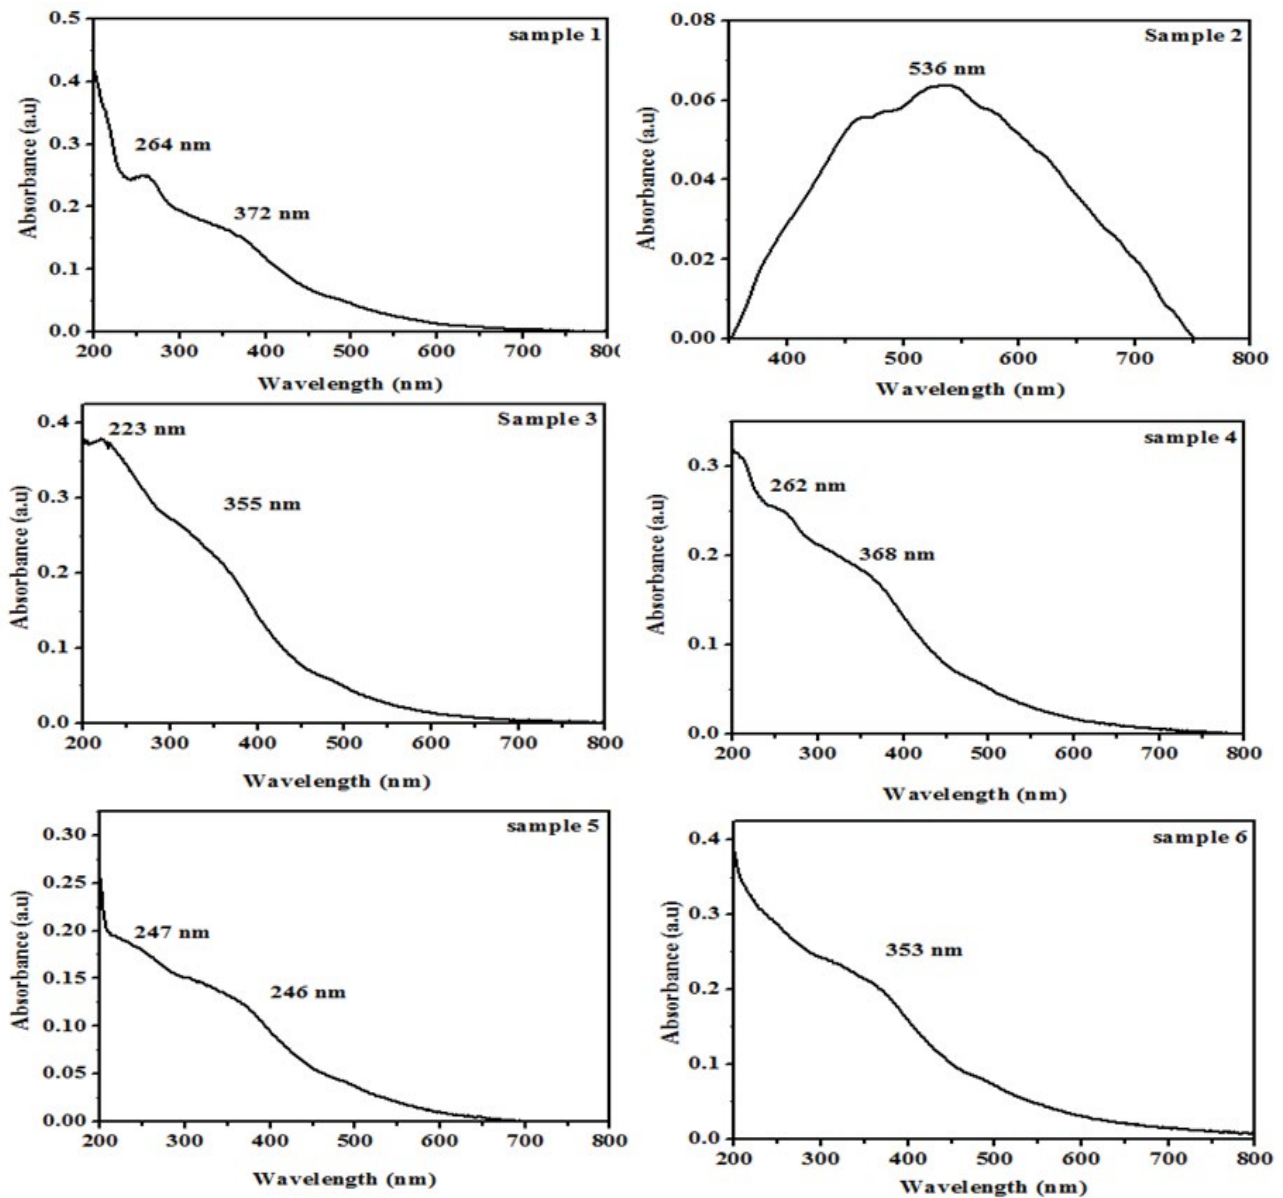 sample 1
0.5
0.4
0.3
0.2
0.1
0.0
Absorbance (a.u)
264 nm
372 nm
200 300 400 500 600 700 800
Wavelength (nm)
Sample 2
0.08
0.06
0.04
0.02
0.00
Absorbance (a.u)
536 nm
400 500 600 700 800
Wavelength (nm)
Sample 3
0.4
0.3
0.2
0.1
0.0
Absorbance (a.u)
223 nm
355 nm
200 300 400 500 600 700 800
Wavelength (nm)
sample 4
0.3
0.2
0.1
0.0
Absorbance (a.u)
262 nm
368 nm
200 300 400 500 600 700 800
Wavelength (nm)
sample 5
0.30
0.25
0.20
0.15
0.10
0.05
0.00
Absorbance (a.u)
247 nm
246 nm
200 300 400 500 600 700 800
Wavelength (nm)
sample 6
0.4
0.3
0.2
0.1
0.0
Absorbance (a.u)
353 nm
200 300 400 500 600 700 800
Wavelength (nm)